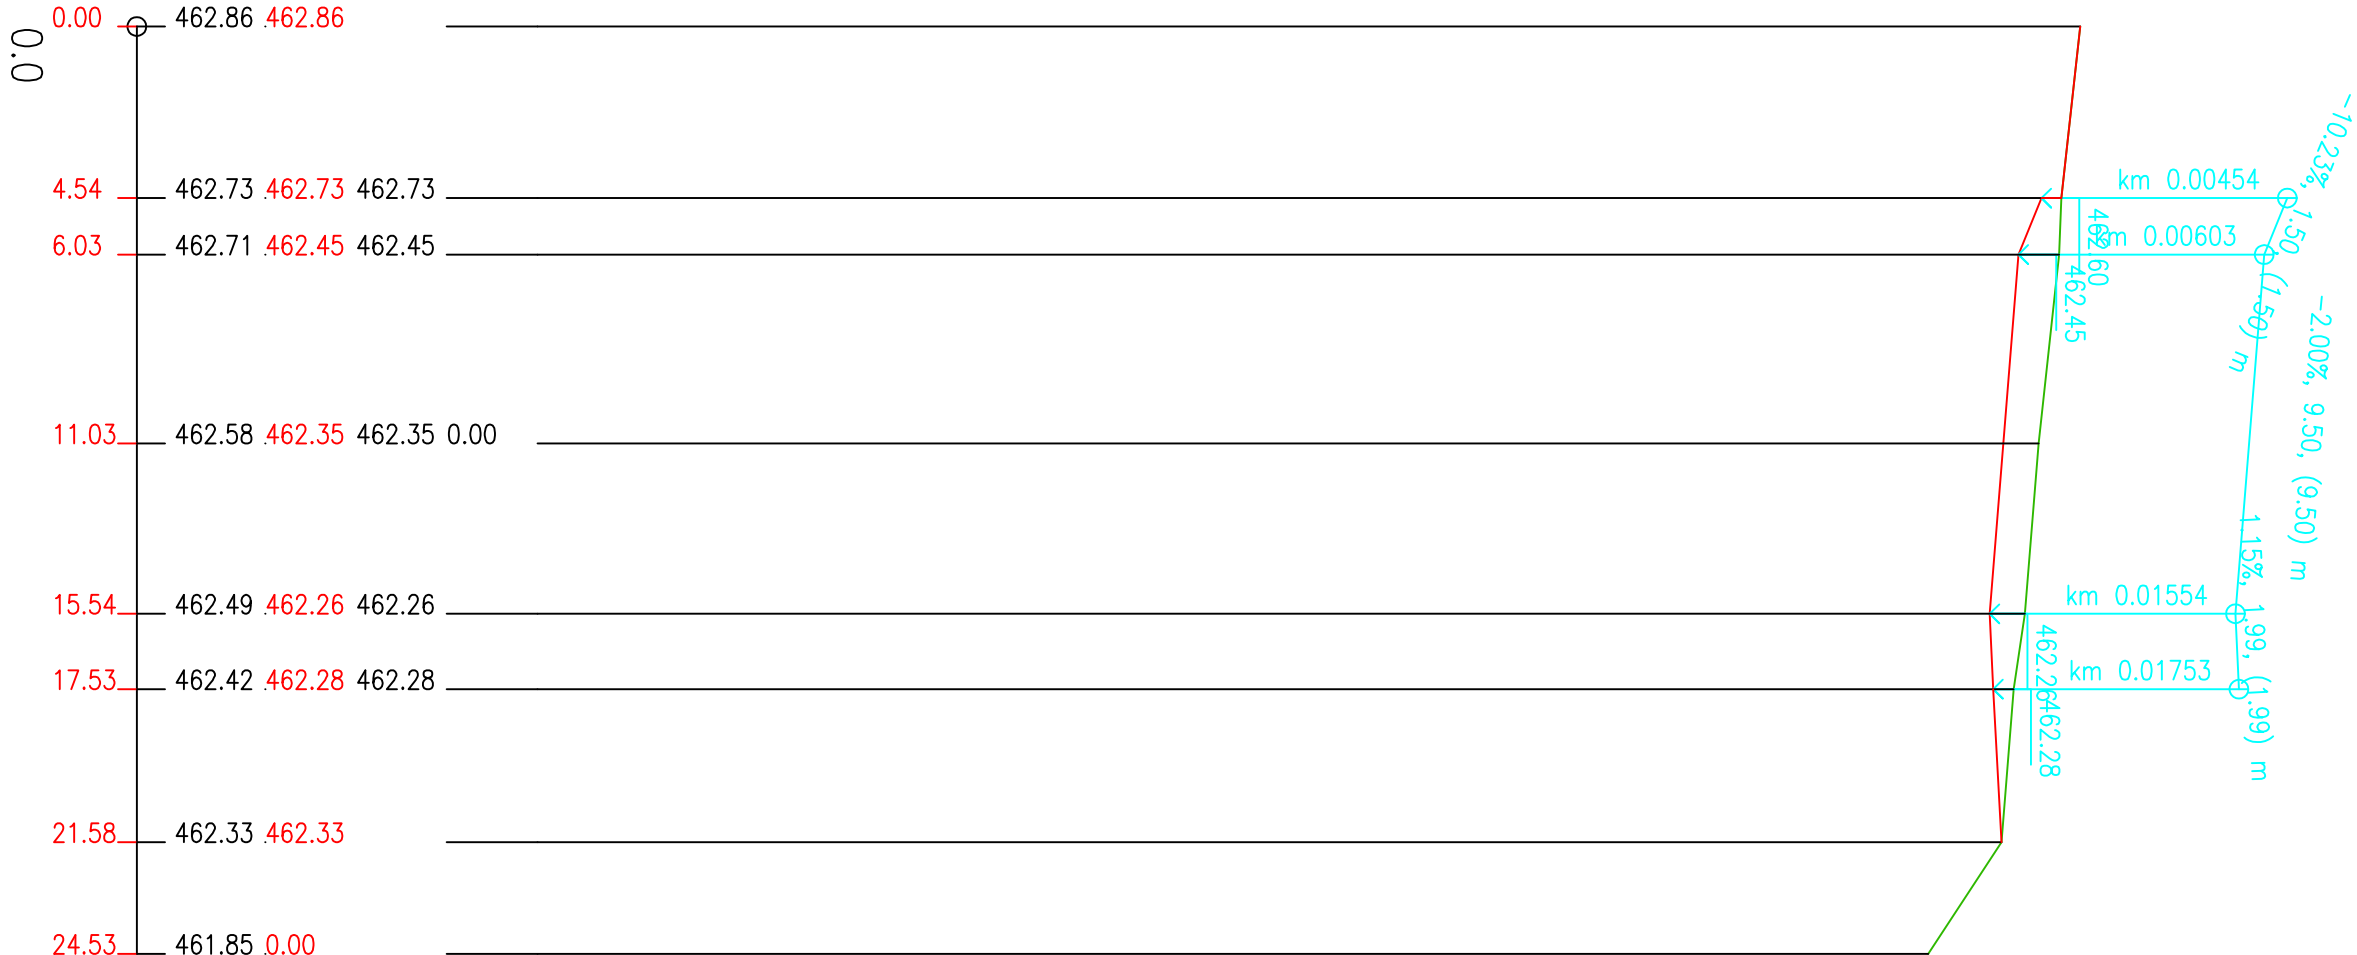 0.0
0.00 462.86 462.86
4.54 462.73 462.73 462.73
6.03 462.71 462.45 462.45
11.03 462.58 462.35 462.35 0.00
15.54 462.49 462.26 462.26
17.53 462.42 462.28 462.28
21.58 462.33 462.33
24.53 461.85 0.00
km 0.00454
462.60
km 0.00603
462.45
km 0.01554
462.26
km 0.01753
462.28
-10.23%, 1.50, (1.50) m
-2.00%, 9.50, (9.50) m
1.15%, 1.99, (1.99) m